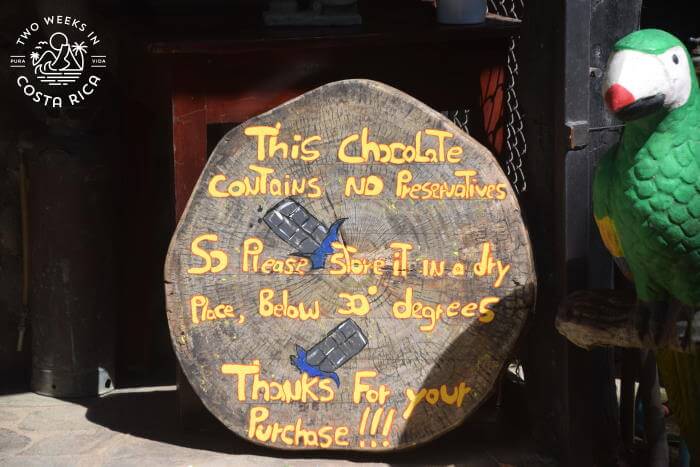 TWO WEEKS IN
PURA VIDA
COSTA RICA
This Chocolate
contains no Preservatives
So Please store it in a dry
Place, Below 30° degrees
Thanks For your
Purchase!!!